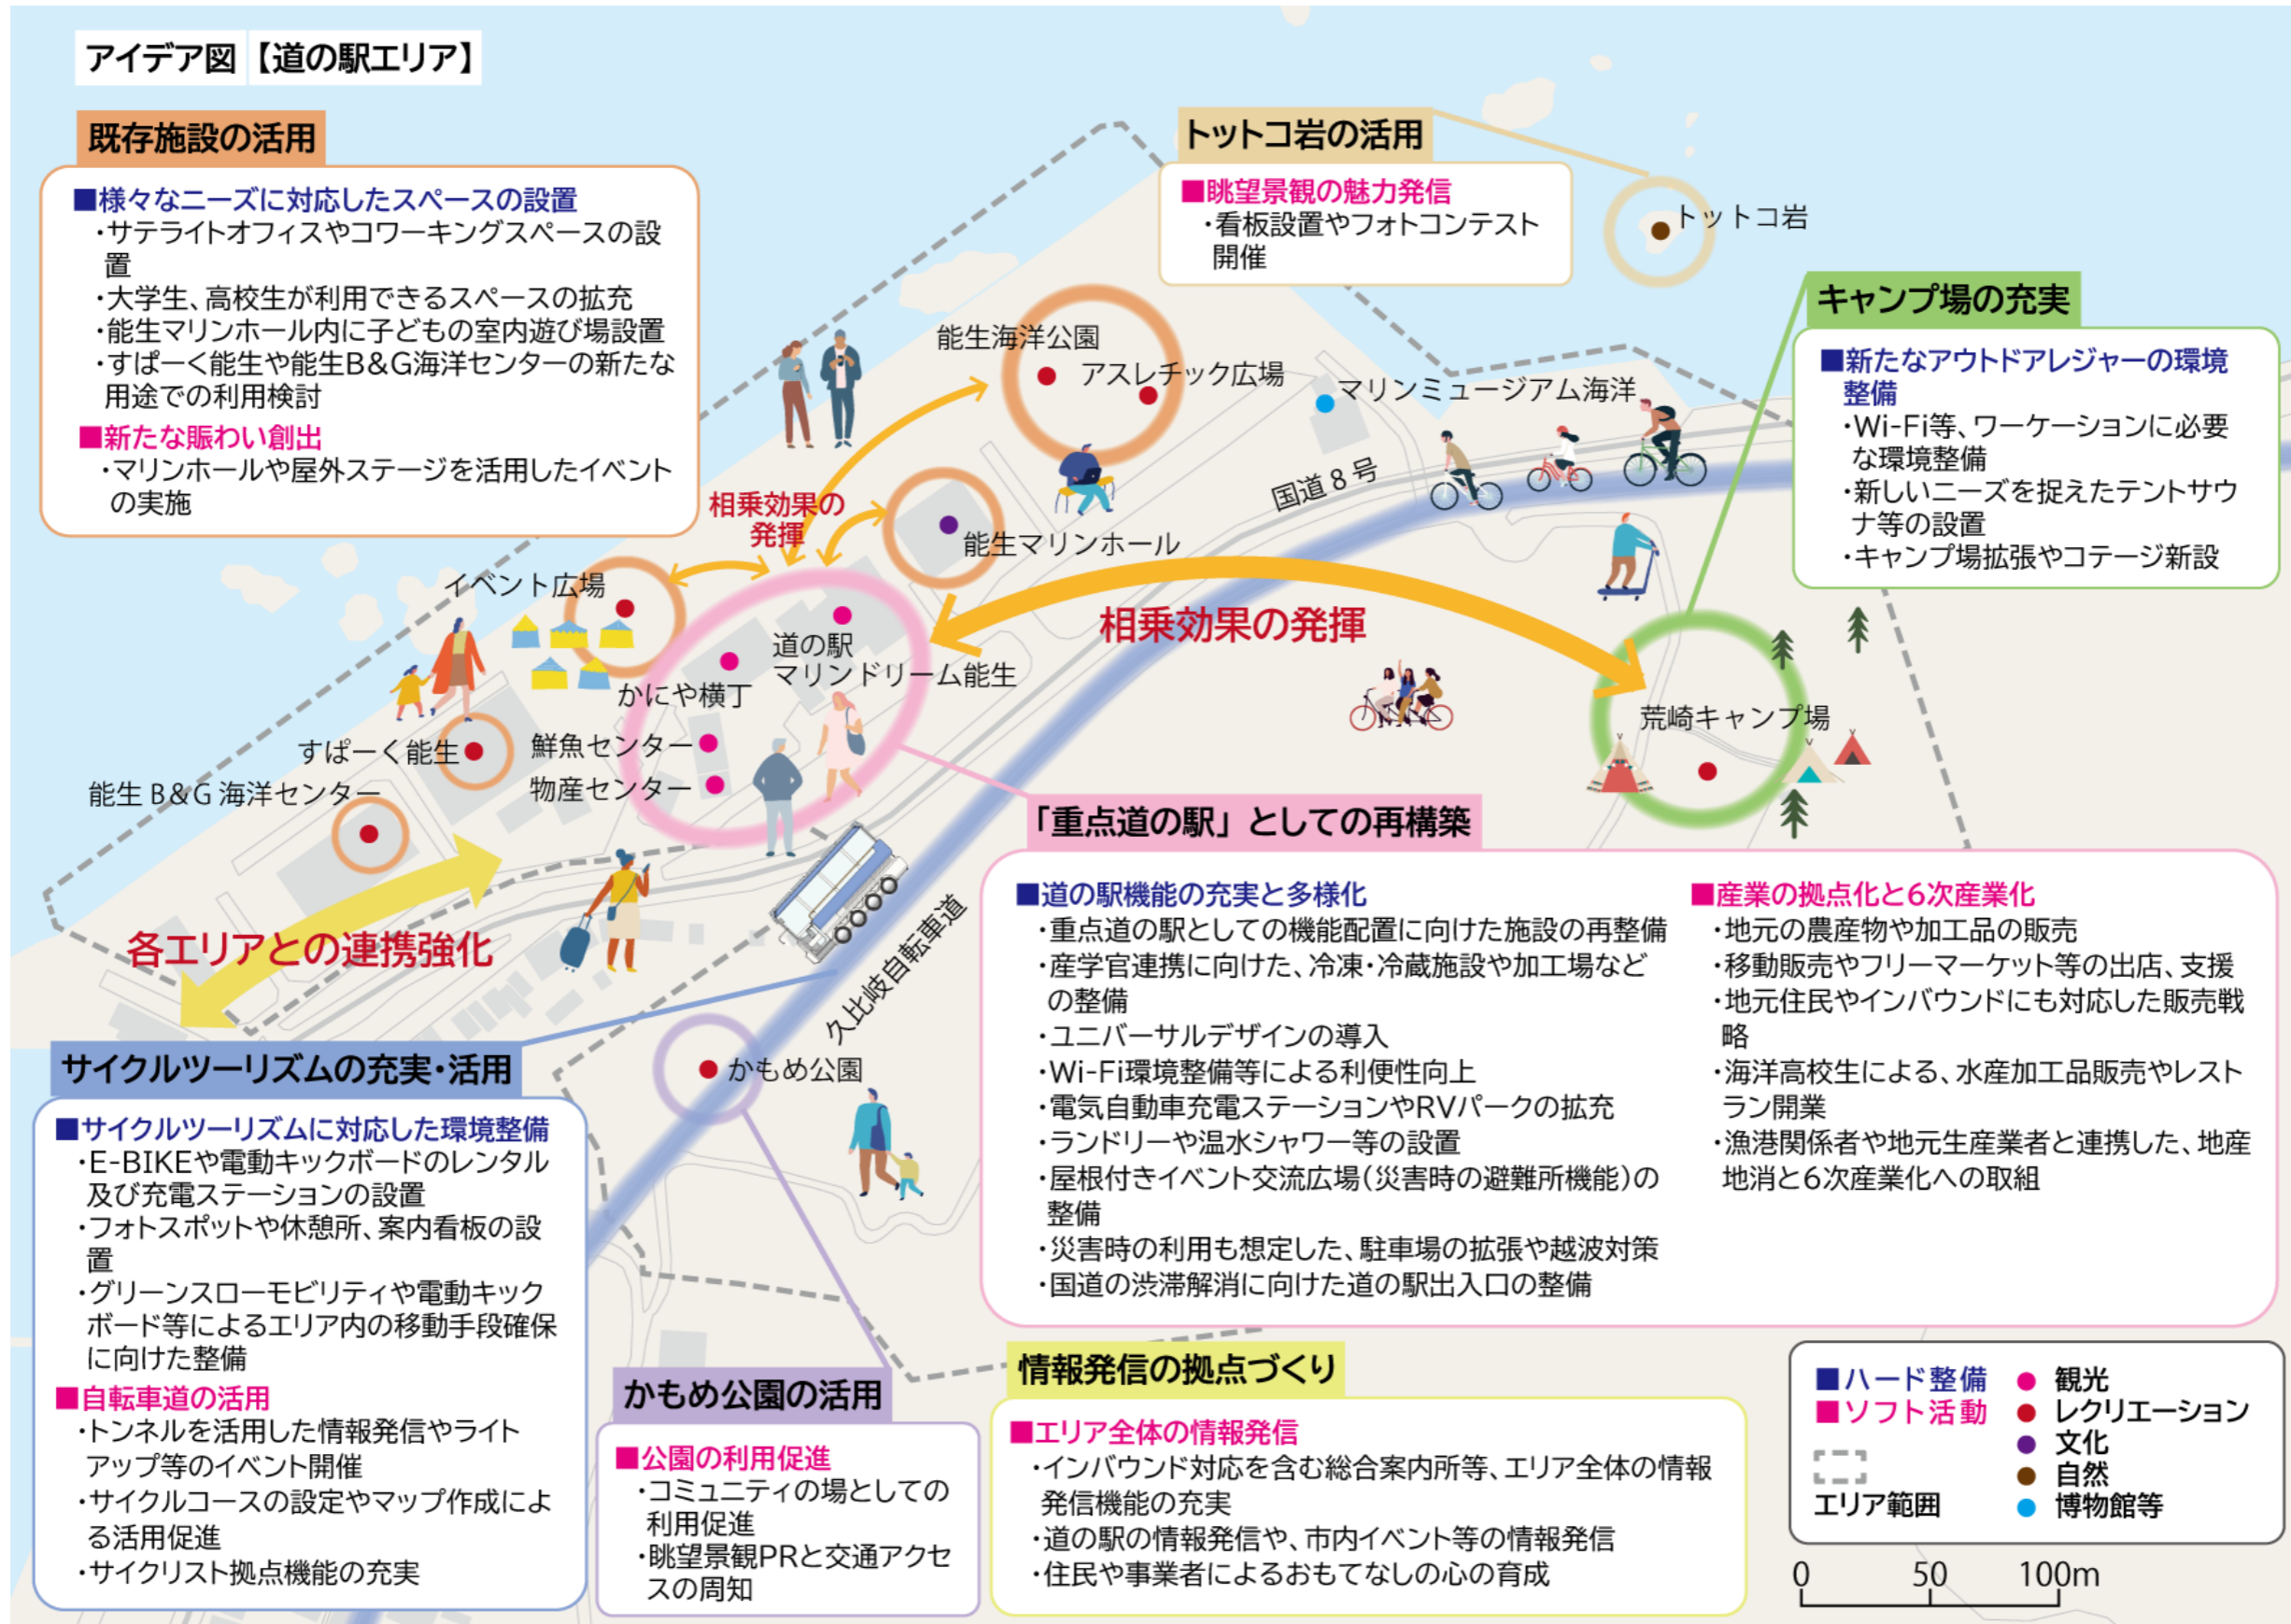 アイデア図【道の駅エリア】
既存施設の活用
■様々なニーズに対応したスペースの設置
・サテライトオフィスやコワーキングスペースの設
置
・大学生、高校生が利用できるスペースの拡充
・能生マリンホール内に子どもの室内遊び場設置
・すぱーく能生や能生B&G海洋センターの新たな
用途での利用検討
■新たな賑わい創出
・マリンホールや屋外ステージを活用したイベント
の実施
トットコ岩の活用
■眺望景観の魅力発信
・看板設置やフォトコンテスト
開催
トットコ岩
キャンプ場の充実
■新たなアウトドアレジャーの環境
整備
・Wi-Fi等、ワーケーションに必要
な環境整備
・新しいニーズを捉えたテントサウ
ナ等の設置
・キャンプ場拡張やコテージ新設
能生海洋公園
アスレチック広場
マリンミュージアム海洋
国道8号
相乗効果の
発揮
能生マリンホール
イベント広場
相乗効果の発揮
道の駅
マリンドリーム能生
かにや横丁
鮮魚センター
物産センター
すぱーく能生
能生B&G海洋センター
荒崎キャンプ場
各エリアとの連携強化
久比岐自転車道
かもめ公園
「重点道の駅」としての再構築
■道の駅機能の充実と多様化
・重点道の駅としての機能配置に向けた施設の再整備
・産学官連携に向けた、冷凍・冷蔵施設や加工場など
の整備
・ユニバーサルデザインの導入
・Wi-Fi環境整備等による利便性向上
・電気自動車充電ステーションやRVパークの拡充
・ランドリーや温水シャワー等の設置
・屋根付きイベント交流広場(災害時の避難所機能)の
整備
・災害時の利用も想定した、駐車場の拡張や越波対策
・国道の渋滞解消に向けた道の駅出入口の整備
■産業の拠点化と6次産業化
・地元の農産物や加工品の販売
・移動販売やフリーマーケット等の出店、支援
・地元住民やインバウンドにも対応した販売戦
略
・海洋高校生による、水産加工品販売やレスト
ラン開業
・漁港関係者や地元生産業者と連携した、地産
地消と6次産業化への取組
サイクルツーリズムの充実・活用
■サイクルツーリズムに対応した環境整備
・E-BIKEや電動キックボードのレンタル
及び充電ステーションの設置
・フォトスポットや休憩所、案内看板の設
置
・グリーンスローモビリティや電動キック
ボード等によるエリア内の移動手段確保
に向けた整備
■自転車道の活用
・トンネルを活用した情報発信やライト
アップ等のイベント開催
・サイクルコースの設定やマップ作成によ
る活用促進
・サイクリスト拠点機能の充実
かもめ公園の活用
■公園の利用促進
・コミュニティの場としての
利用促進
・眺望景観PRと交通アクセ
スの周知
情報発信の拠点づくり
■エリア全体の情報発信
・インバウンド対応を含む総合案内所等、エリア全体の情報
発信機能の充実
・道の駅の情報発信や、市内イベント等の情報発信
・住民や事業者によるおもてなしの心の育成
■ハード整備
■ソフト活動
エリア範囲
観光
レクリエーション
文化
自然
博物館等
0 50 100m